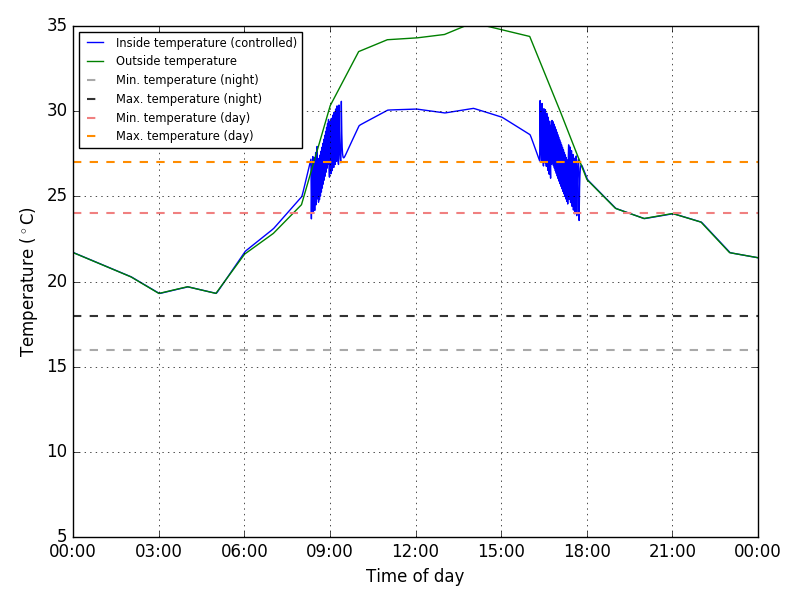 35
30
25
20
15
10
5
Temperature (°C)
Inside temperature (controlled)
Outside temperature
Min. temperature (night)
Max. temperature (night)
Min. temperature (day)
Max. temperature (day)
00:00 03:00 06:00 09:00 12:00 15:00 18:00 21:00 00:00
Time of day